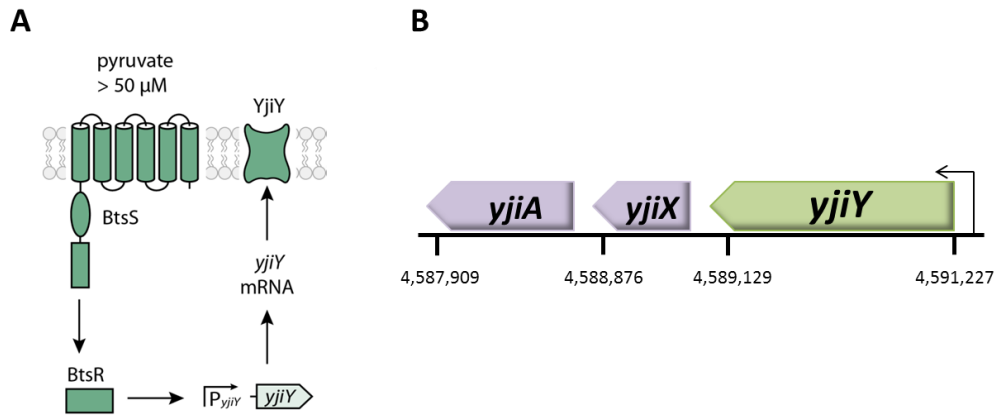 A
pyruvate
> 50 µM
YjiY
BtsS
yjiY
mRNA
BtsR
PyjiY
yjiY
B
yjiA
yjiX
yjiY
4,587,909
4,588,876
4,589,129
4,591,227